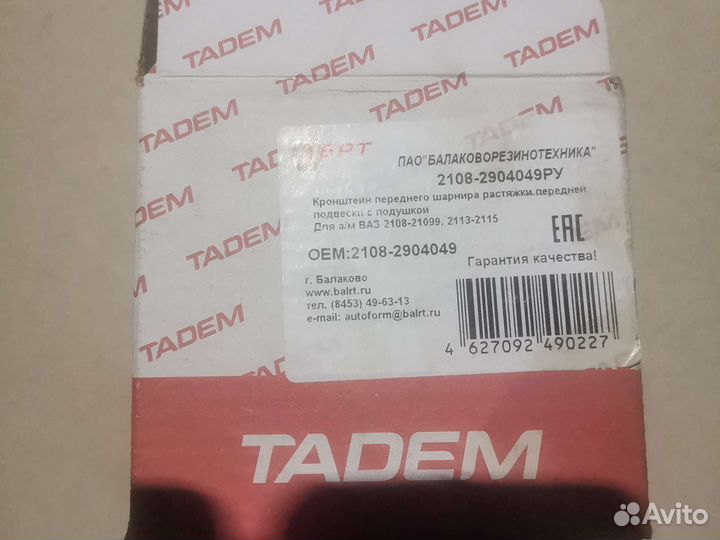 TADEM
TADEM
TADEM
TADEM
TADEM
TADEM
БРТ
ПАО"БАЛАКОВОРЕЗИНОТЕХНИКА"
2108-2904049РУ
Кронштеин переднего шарнира растяжки передней
подвески с подушкой
Для а/м ВАЗ 2108-21099, 2113-2115
OEM:2108-2904049
EAC
Гарантия качества!
г. Балаково
www.balrt.ru
тел. (8453) 49-63-13
e-mail: autoform@balrt.ru
4 627092 490227
TADEM
TADEM
TADEM
TADEM
Avito